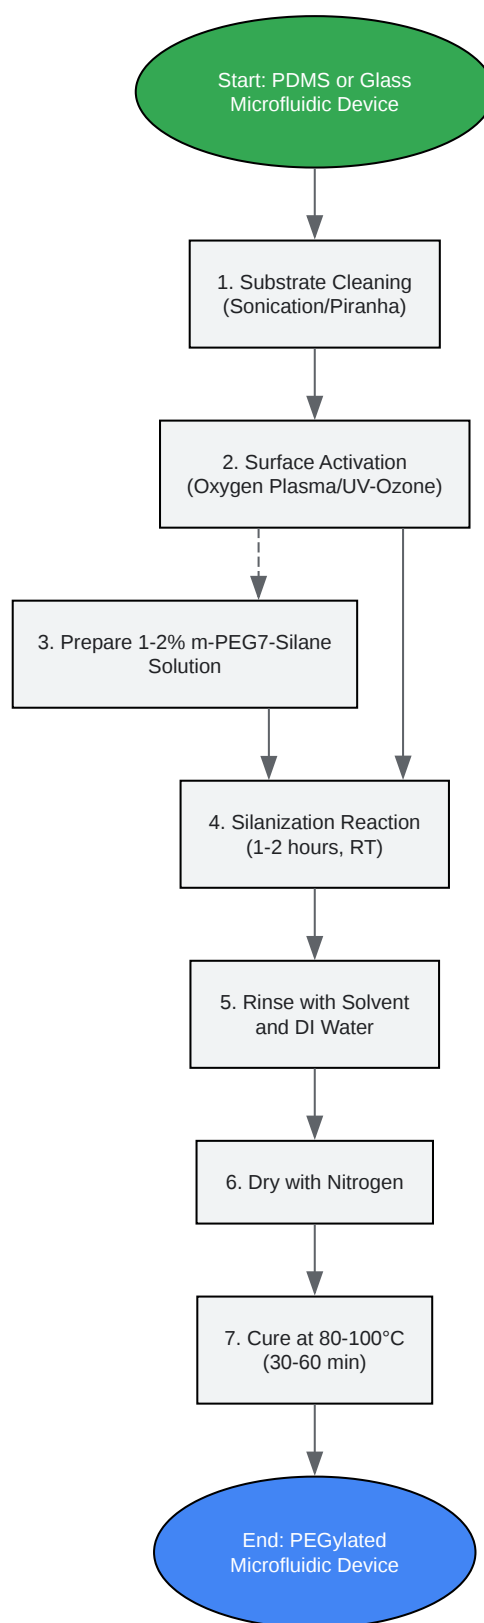 Start: PDMS or Glass
Microfluidic Device
1. Substrate Cleaning
(Sonication/Piranha)
2. Surface Activation
(Oxygen Plasma/UV-Ozone)
3. Prepare 1-2% m-PEG7-Silane
Solution
4. Silanization Reaction
(1-2 hours, RT)
5. Rinse with Solvent
and DI Water
6. Dry with Nitrogen
7. Cure at 80-100°C
(30-60 min)
End: PEGylated
Microfluidic Device